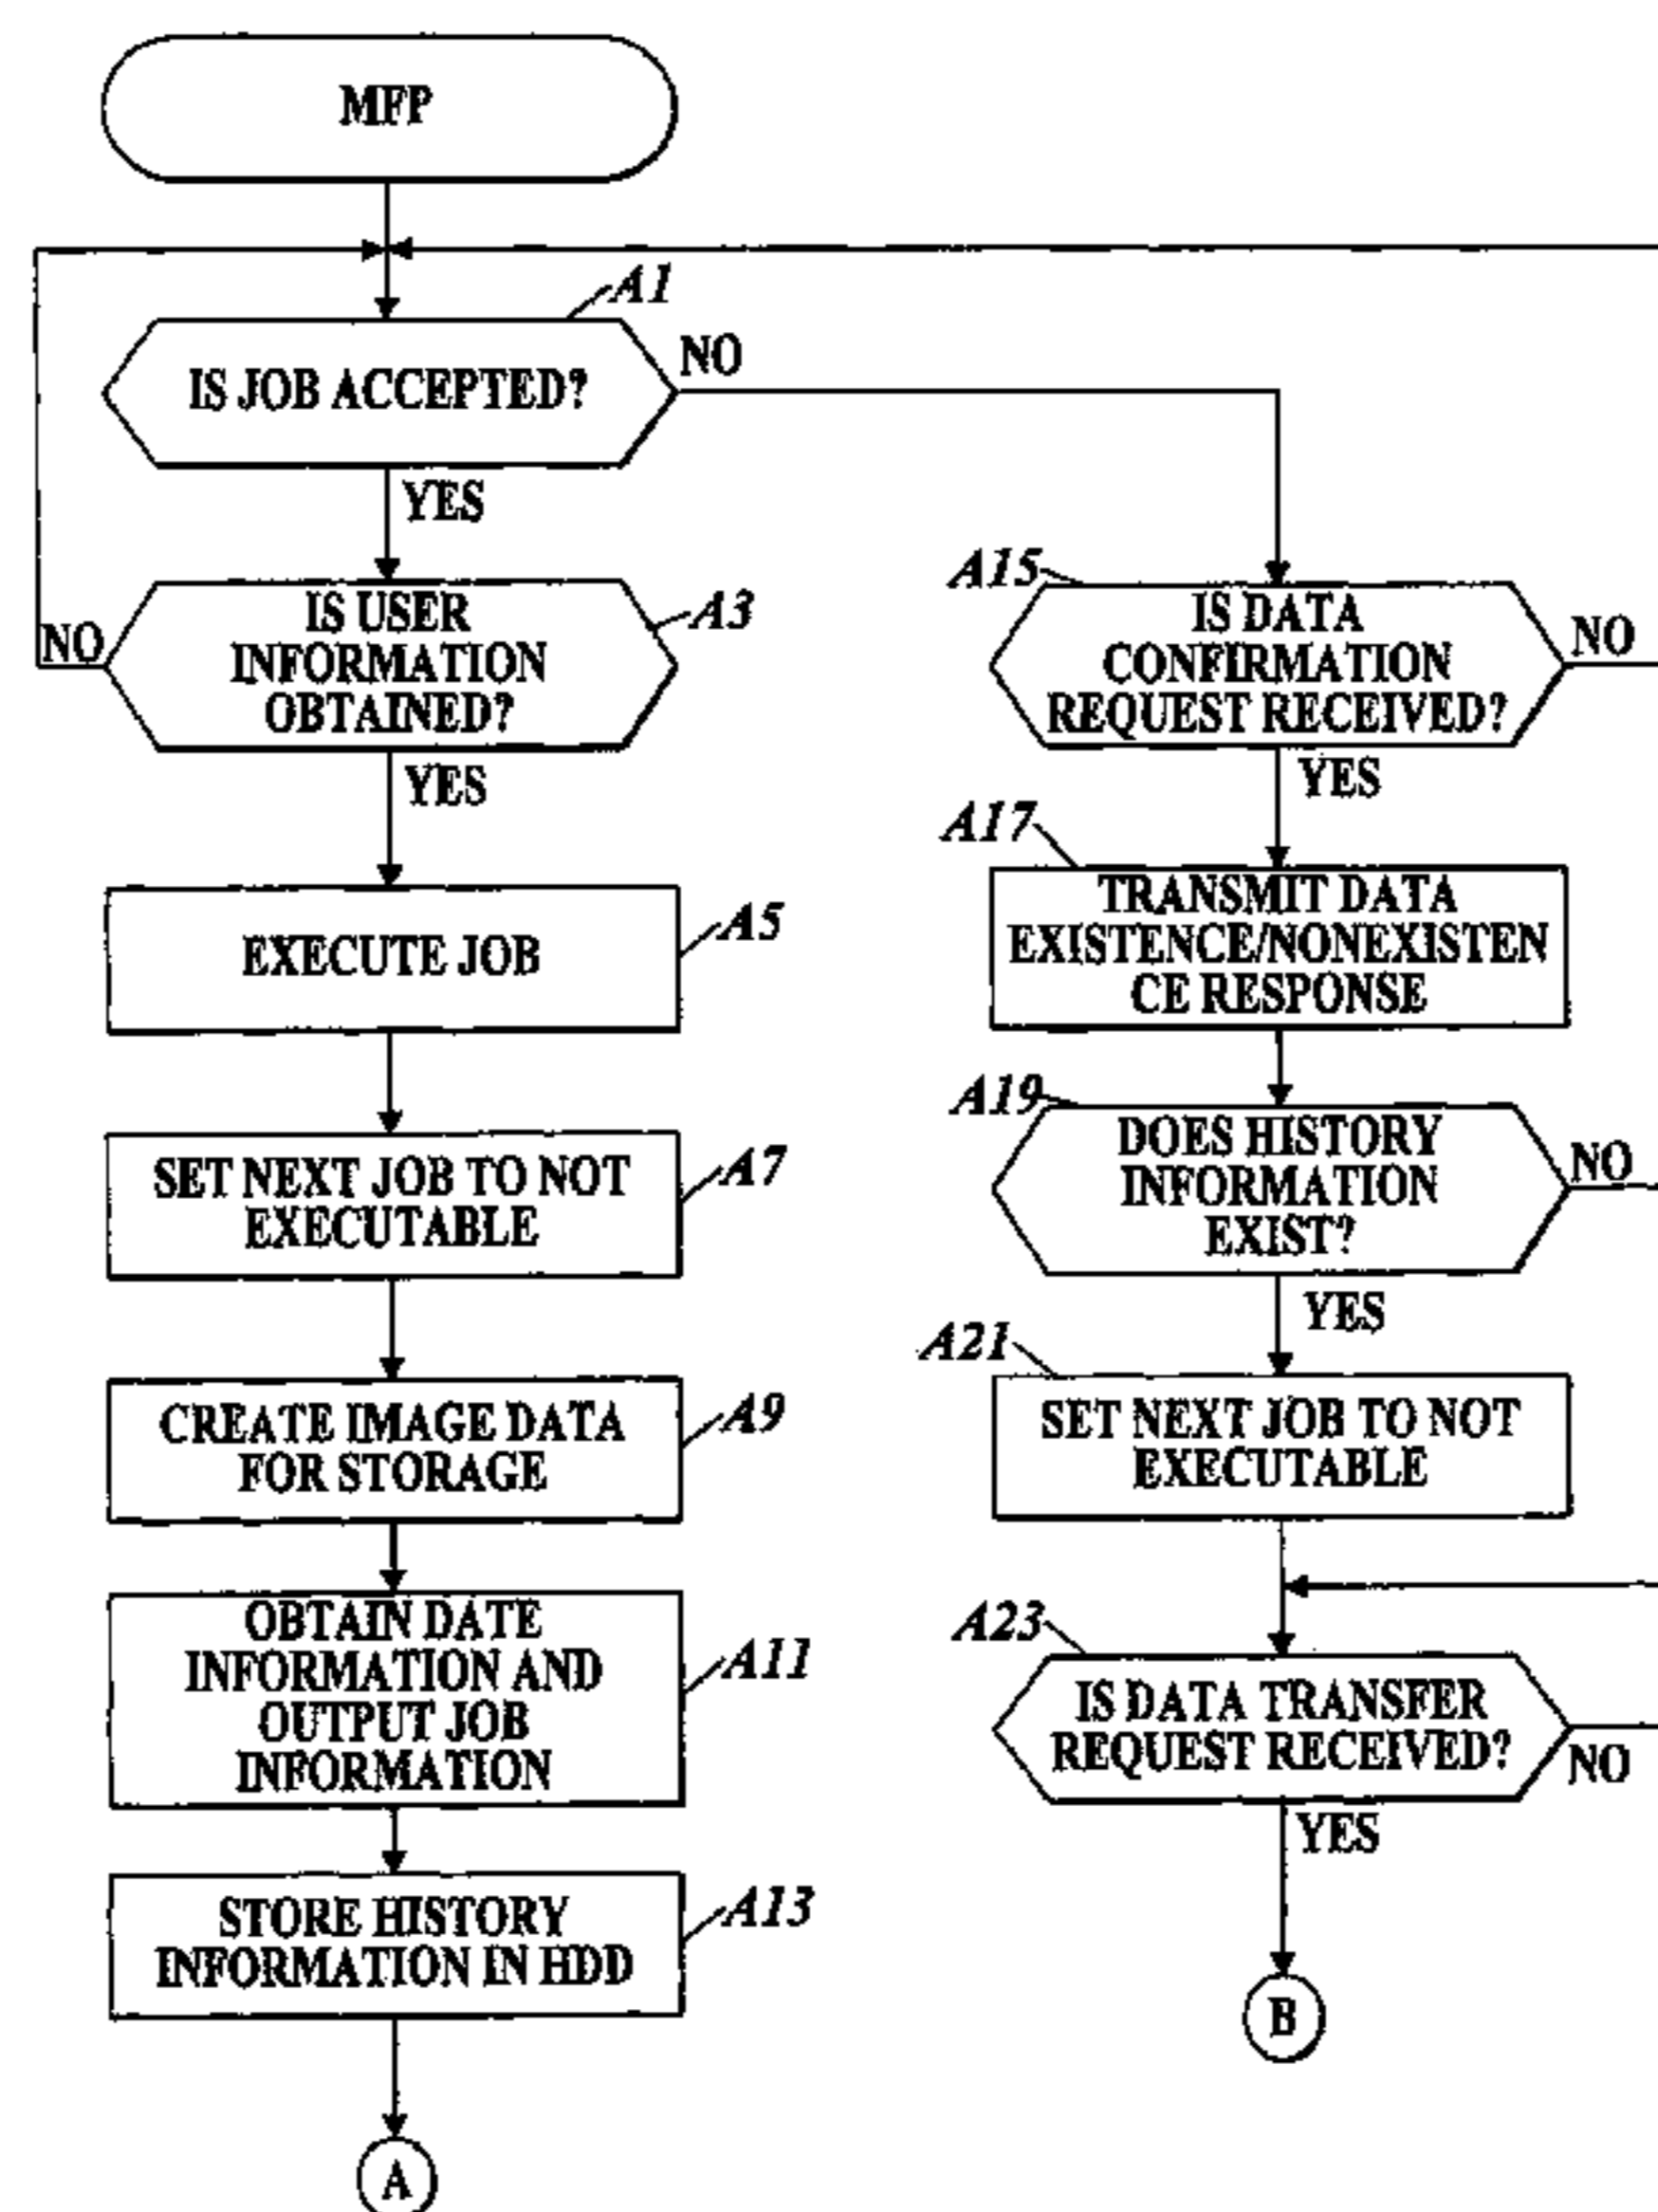 MFP
A1
IS JOB ACCEPTED?
NO
YES
A3
IS USER
INFORMATION
OBTAINED?
NO
YES
A5
EXECUTE JOB
A7
SET NEXT JOB TO NOT
EXECUTABLE
A9
CREATE IMAGE DATA
FOR STORAGE
A11
OBTAIN DATE
INFORMATION AND
OUTPUT JOB
INFORMATION
A13
STORE HISTORY
INFORMATION IN HDD
A
A15
IS DATA
CONFIRMATION
REQUEST RECEIVED?
NO
YES
A17
TRANSMIT DATA
EXISTENCE/NONEXISTEN
CE RESPONSE
A19
DOES HISTORY
INFORMATION
EXIST?
NO
YES
A21
SET NEXT JOB TO NOT
EXECUTABLE
A23
IS DATA TRANSFER
REQUEST RECEIVED?
NO
YES
B